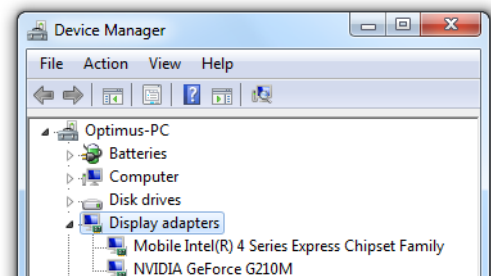 Device Manager
File Action View Help
Optimus-PC
Batteries
Computer
Disk drives
Display adapters
Mobile Intel(R) 4 Series Express Chipset Family
NVIDIA GeForce G210M